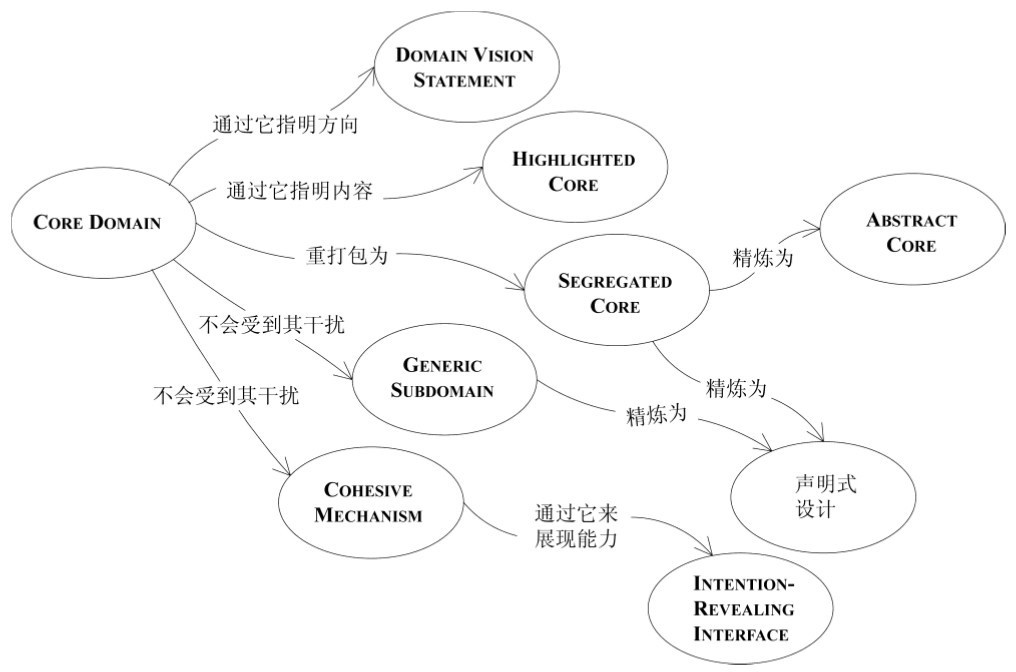 DOMAIN VISION
STATEMENT
通过它指明方向
HIGHLIGHTED
CORE
通过它指明内容
CORE DOMAIN
ABSTRACT
CORE
重打包为
精炼为
SEGREGATED
CORE
不会受到其干扰
GENERIC
SUBDOMAIN
精炼为
不会受到其干扰
精炼为
声明式
设计
COHESIVE
MECHANISM
通过它来
展现能力
INTENTION-
REVEALING
INTERFACE